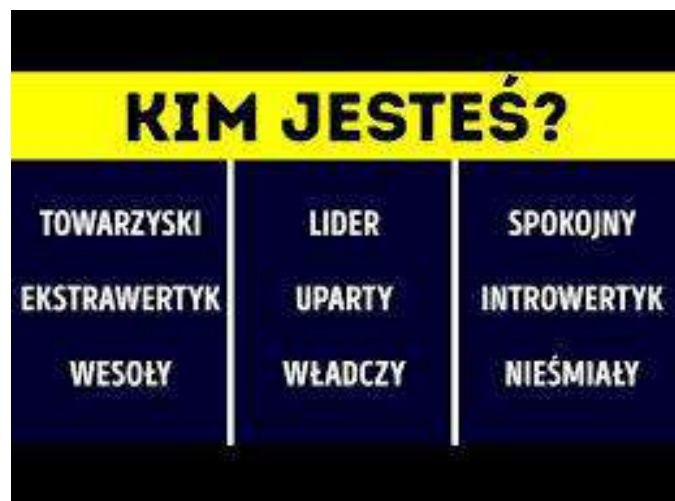 KIM JESTEŚ?
TOWARZYSKI
EKSTRAWERTYK
WESOŁY
LIDER
UPARTY
WŁADCZY
SPOKOJNY
INTROWERTYK
NIEŚMIAŁY